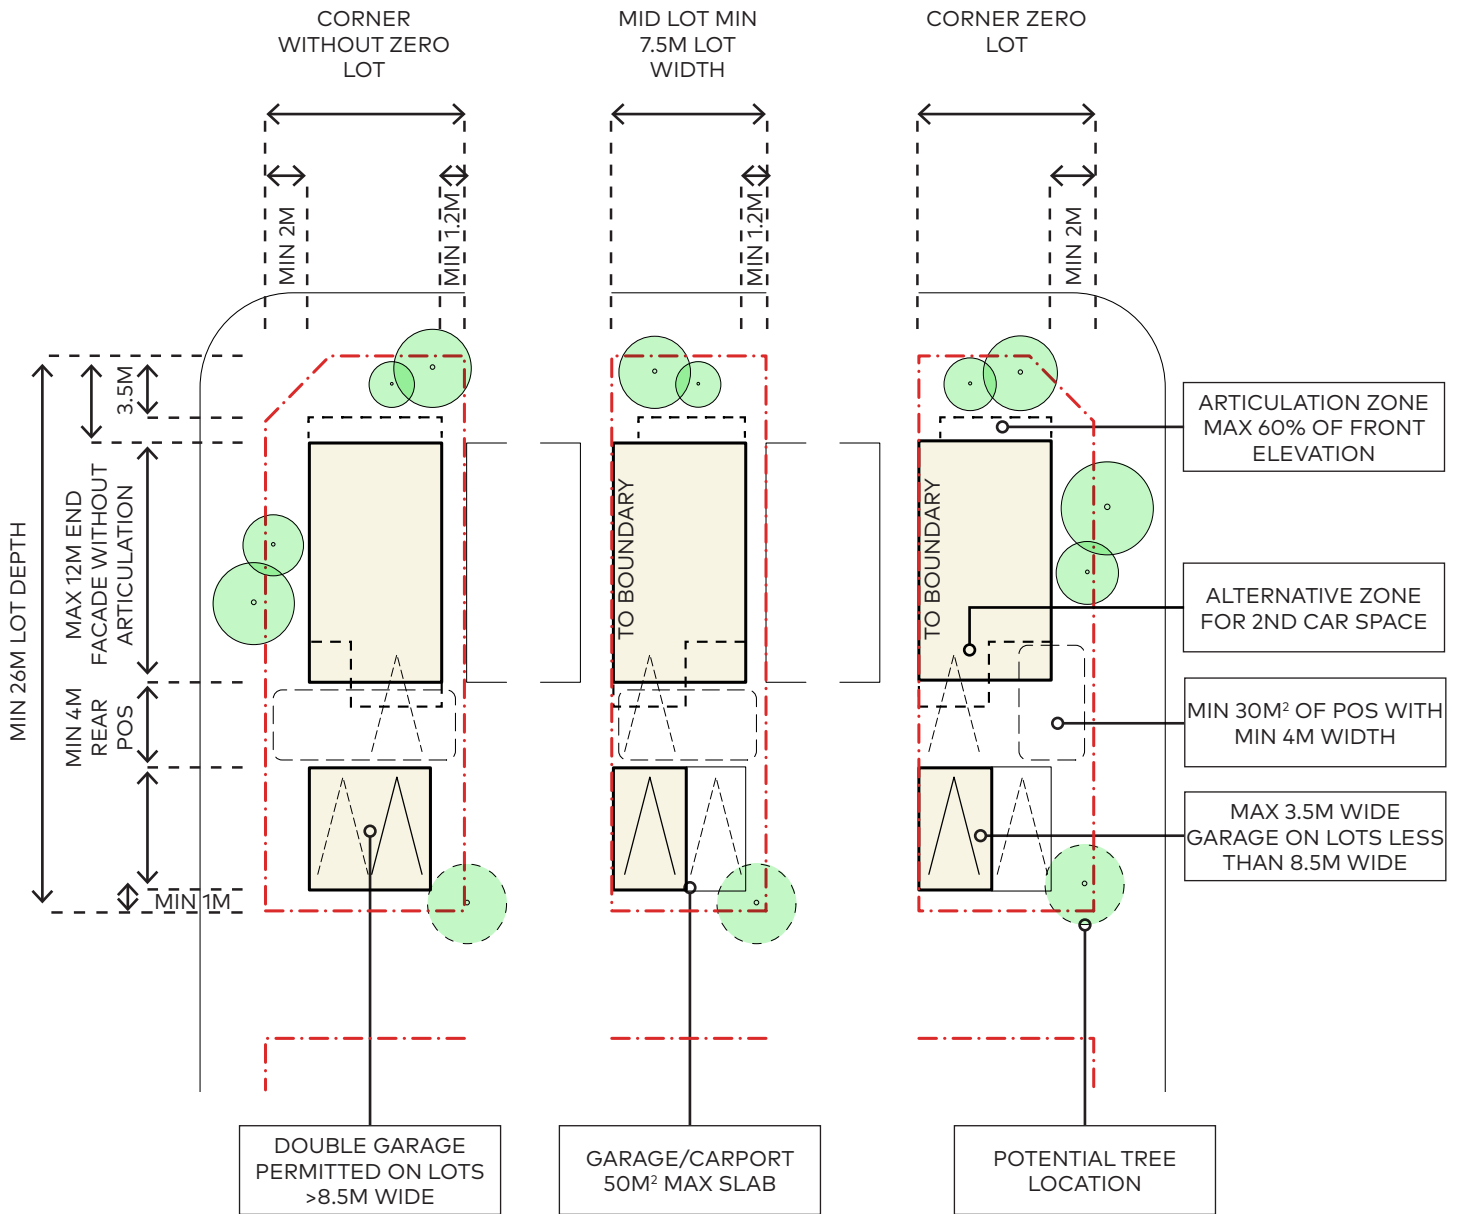 CORNER
WITHOUT ZERO
LOT
MID LOT MIN
7.5M LOT
WIDTH
CORNER ZERO
LOT
MIN 2M
MIN 1.2M
MIN 1.2M
MIN 2M
3.5M
MIN 26M LOT DEPTH
MAX 12M END
FACADE WITHOUT
ARTICULATION
MIN 4M
REAR
POS
MIN 1M
TO BOUNDARY
TO BOUNDARY
ARTICULATION ZONE
MAX 60% OF FRONT
ELEVATION
ALTERNATIVE ZONE
FOR 2ND CAR SPACE
MIN 30M² OF POS WITH
MIN 4M WIDTH
MAX 3.5M WIDE
GARAGE ON LOTS LESS
THAN 8.5M WIDE
DOUBLE GARAGE
PERMITTED ON LOTS
>8.5M WIDE
GARAGE/CARPORT
50M² MAX SLAB
POTENTIAL TREE
LOCATION